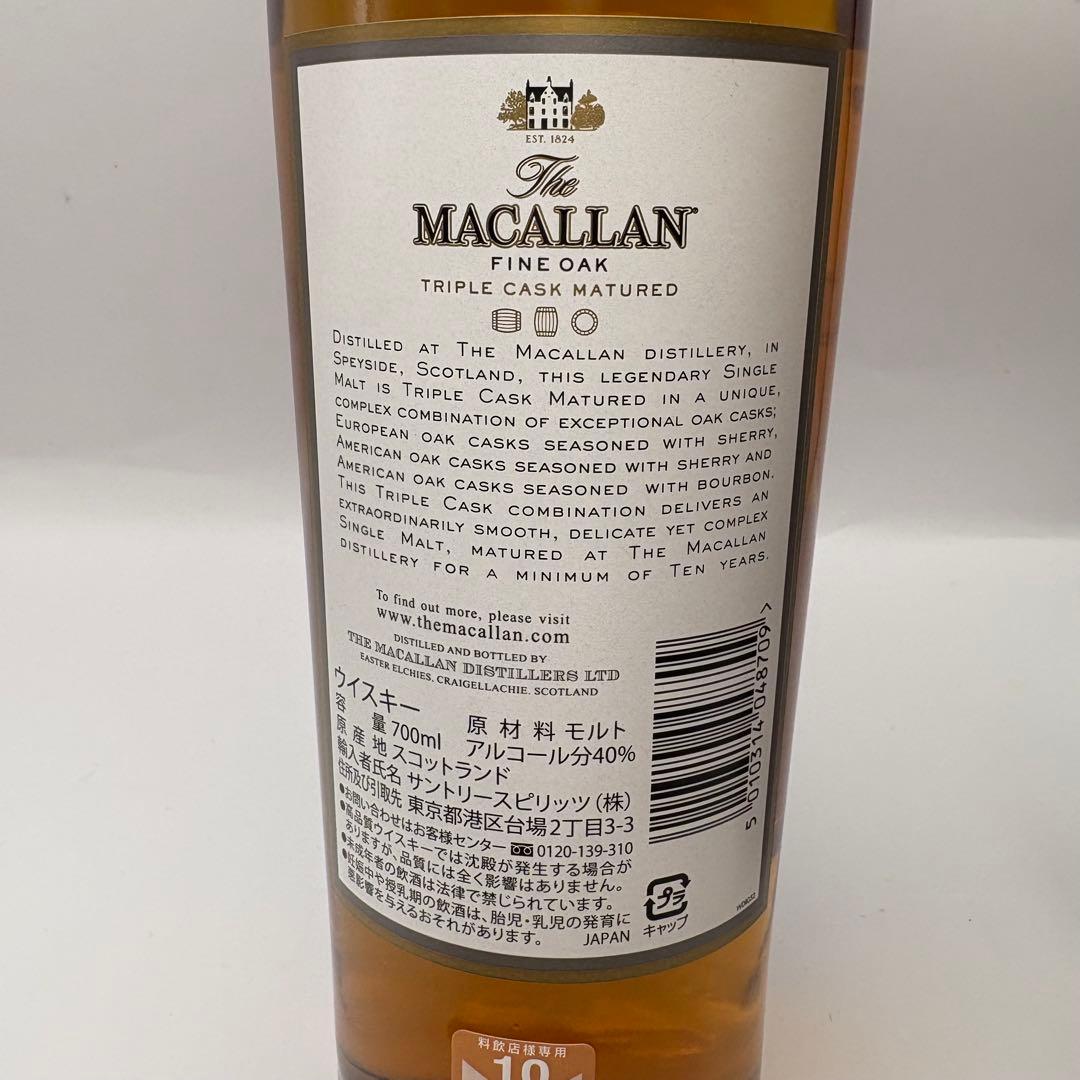 EST. 1824
The
MACALLAN
FINE OAK
TRIPLE CASK MATURED
DISTILLED AT THE MACALLAN DISTILLERY, IN
SPEYSIDE, SCOTLAND, THIS LEGENDARY SINGLE
MALT IS TRIPLE CASK MATURED IN A UNIQUE,
COMPLEX COMBINATION OF EXCEPTIONAL OAK CASKS;
EUROPEAN OAK CASKS SEASONED WITH SHERRY,
AMERICAN OAK CASKS SEASONED WITH SHERRY AND
AMERICAN OAK CASKS SEASONED WITH BOURBON.
THIS TRIPLE CASK COMBINATION DELIVERS AN
EXTRAORDINARILY SMOOTH, DELICATE YET COMPLEX
SINGLE MALT, MATURED AT THE MACALLAN
DISTILLERY FOR A MINIMUM OF TEN YEARS.
To find out more, please visit
www.themacallan.com
DISTILLED AND BOTTLED BY
THE MACALLAN DISTILLERS LTD
EASTER ELCHIES, CRAIGELLACHIE, SCOTLAND
ウイスキー
容量 700ml 原材料 モルト
原産地 スコットランド アルコール分40%
輸入者氏名 サントリースピリッツ(株)
住所及び引取先 東京都港区台場2丁目3-3
●お問い合わせはお客様センター 0120-139-310
●高品質ウイスキーでは沈殿が発生する場合が
ありますが、品質には全く影響はありません。
●未成年者の飲酒は法律で禁じられています。
●妊娠中や授乳期の飲酒は、胎児・乳児の発育に
悪影響を与えるおそれがあります。 JAPAN
プラ
キャップ
5 010314 048709 >
料飲店様専用
10